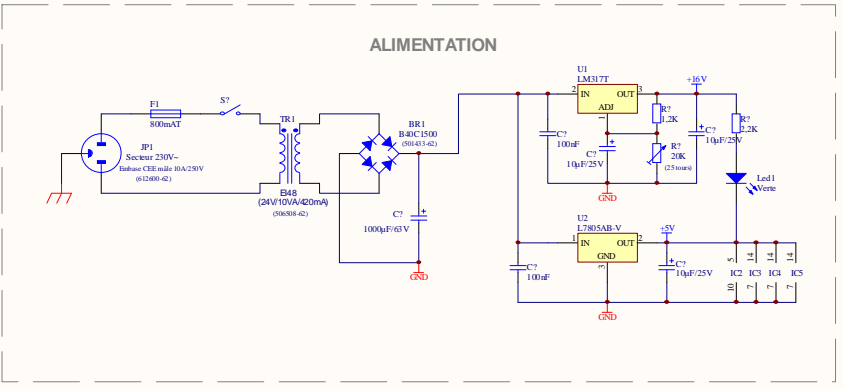 ALIMENTATION
F1
800mAT
S?
JP1
Secteur 230V~
Embase CEE mâle 10A/250V
(612600-62)
TR1
EI48
(24V/10VA/420mA)
(506508-62)
BR1
B40C1500
(501433-62)
C?
1000µF/63V
GND
U1
LM317T
2
IN
OUT
3
ADJ
1
C?
100nF
C?
10µF/25V
R?
1,2K
R?
20K
(25 tours)
+16V
C?
10µF/25V
R?
2,2K
Led1
Verte
GND
U2
L7805AB-V
1
IN
OUT
2
GND
3
+5V
C?
100nF
C?
10µF/25V
5
14
14
14
IC2
IC3
IC4
IC5
10
7
7
7
GND